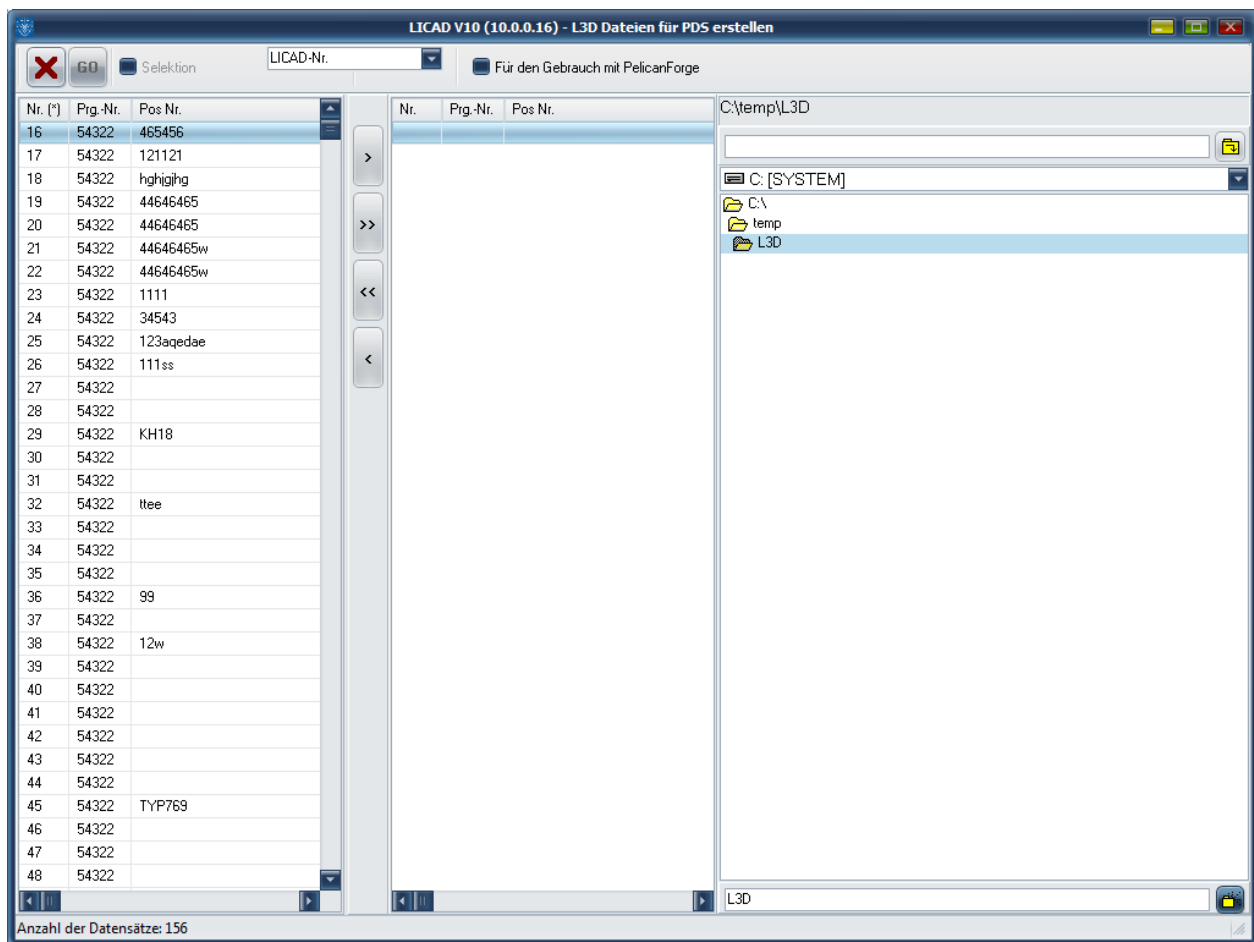 LICAD V10 (10.0.0.16) - L3D Dateien für PDS erstellen
GO Selektion LICAD-Nr. Für den Gebrauch mit PelicanForge
Nr. (*) Prg.-Nr. Pos Nr.
16 54322 465456
17 54322 121121
18 54322 hghjgjhg
19 54322 44646465
20 54322 44646465
21 54322 44646465w
22 54322 44646465w
23 54322 1111
24 54322 34543
25 54322 123aqedae
26 54322 111ss
27 54322
28 54322
29 54322 KH18
30 54322
31 54322
32 54322 ttee
33 54322
34 54322
35 54322
36 54322 99
37 54322
38 54322 12w
39 54322
40 54322
41 54322
42 54322
43 54322
44 54322
45 54322 TYP769
46 54322
47 54322
48 54322
>
>>
<<
<
Nr. Prg.-Nr. Pos Nr.
C:\temp\L3D
C: [SYSTEM]
C:\
temp
L3D
L3D
Anzahl der Datensätze: 156